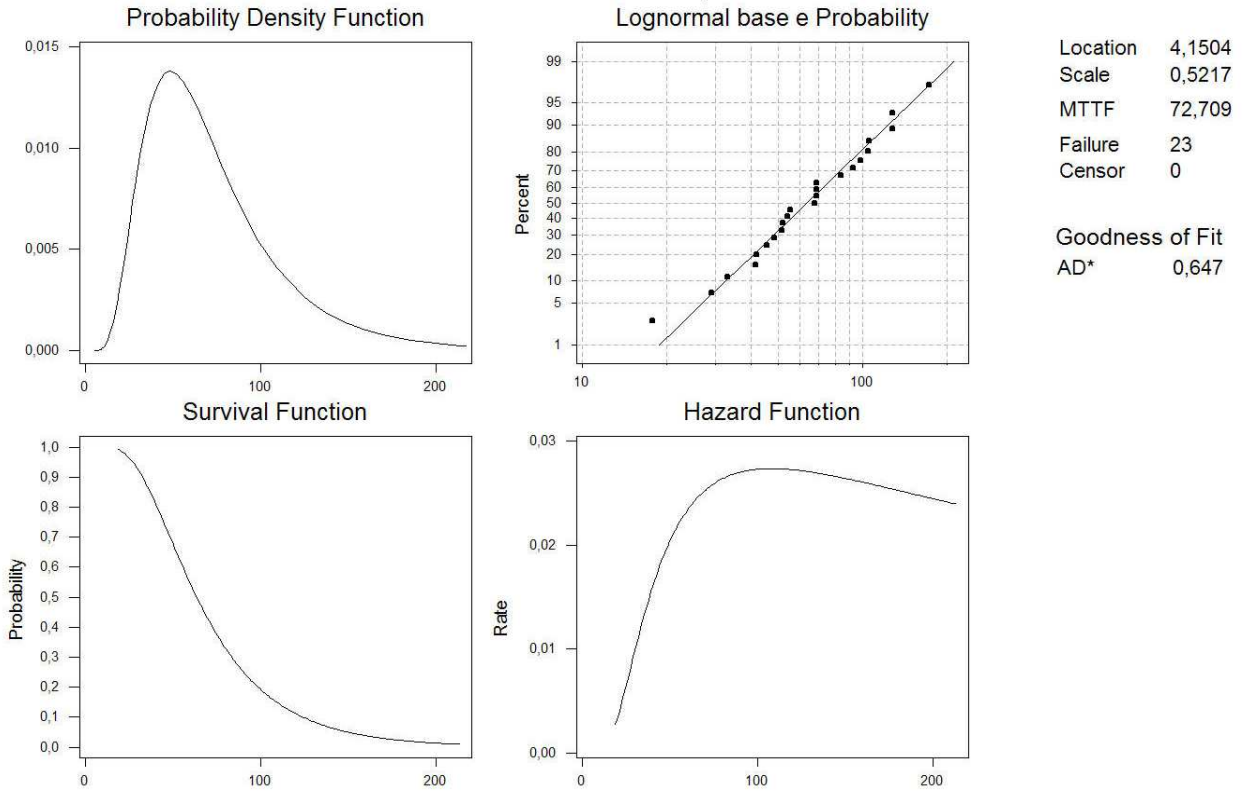 Probability Density Function
0,015
0,010
0,005
0,000
0 100 200
Lognormal base e Probability
Percent
99
95
90
80
70
60
50
40
30
20
10
5
1
10 100
Location 4,1504
Scale 0,5217
MTTF 72,709
Failure 23
Censor 0
Goodness of Fit
AD* 0,647
Survival Function
Probability
1,0
0,9
0,8
0,7
0,6
0,5
0,4
0,3
0,2
0,1
0,0
0 100 200
Hazard Function
Rate
0,03
0,02
0,01
0,00
0 100 200